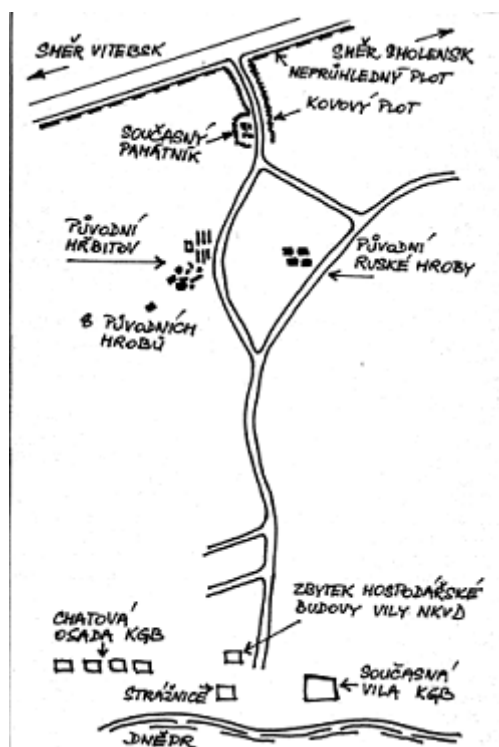 SMĚR VITEBSK
SMĚR SMOLENSK
NEPRŮHLEDNÝ PLOT
KOVOVÝ PLOT
SOUČASNÝ
PAMÁTNÍK
PŮVODNÍ
HŘBITOV
PŮVODNÍ
RUSKÉ HROBY
8 PŮVODNÍCH
HROBŮ
ZBYTEK HOSPODÁŘSKÉ
BUDOVY VILY NKVD
CHATOVÁ
OSADA KGB
SOUČASNÁ
VILA KGB
STRÁŽNICE
DNĚPR